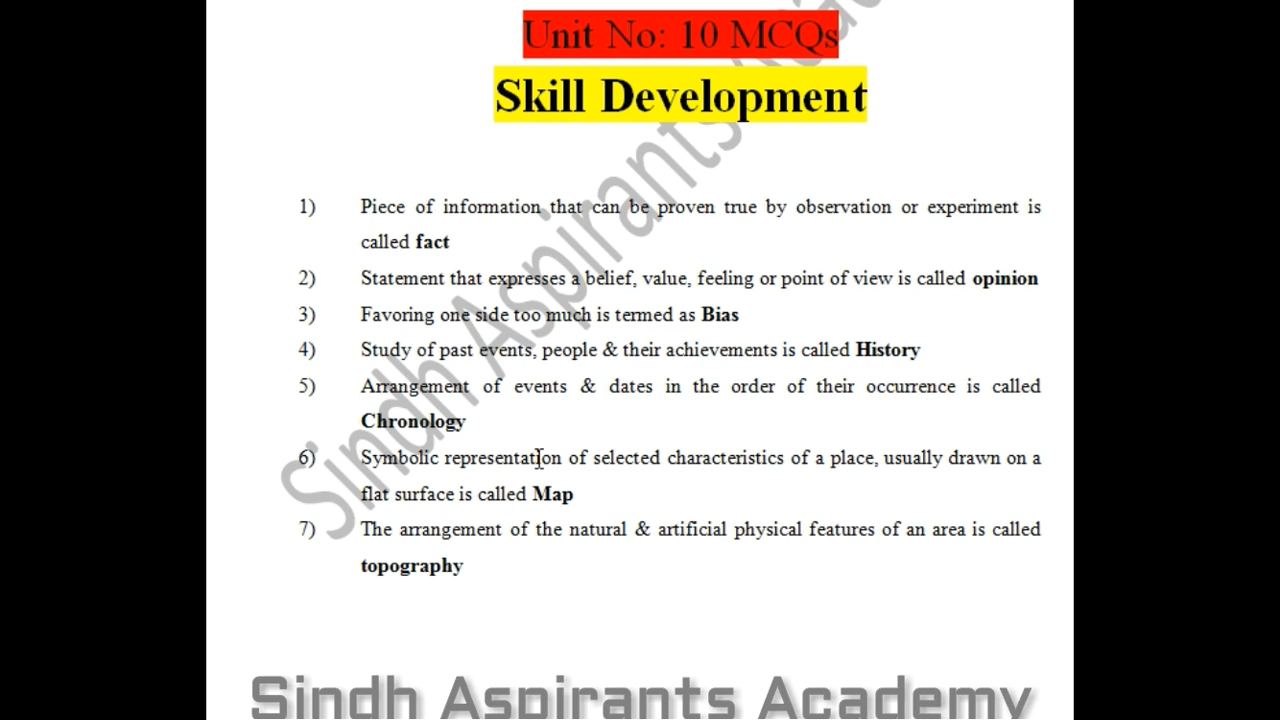 Unit No: 10 MCQs
Skill Development
1) Piece of information that can be proven true by observation or experiment is
called fact
2) Statement that expresses a belief, value, feeling or point of view is called opinion
3) Favoring one side too much is termed as Bias
4) Study of past events, people & their achievements is called History
5) Arrangement of events & dates in the order of their occurrence is called
Chronology
6) Symbolic representation of selected characteristics of a place, usually drawn on a
flat surface is called Map
7) The arrangement of the natural & artificial physical features of an area is called
topography
Sindh Aspirants
Sindh Aspirants Academy